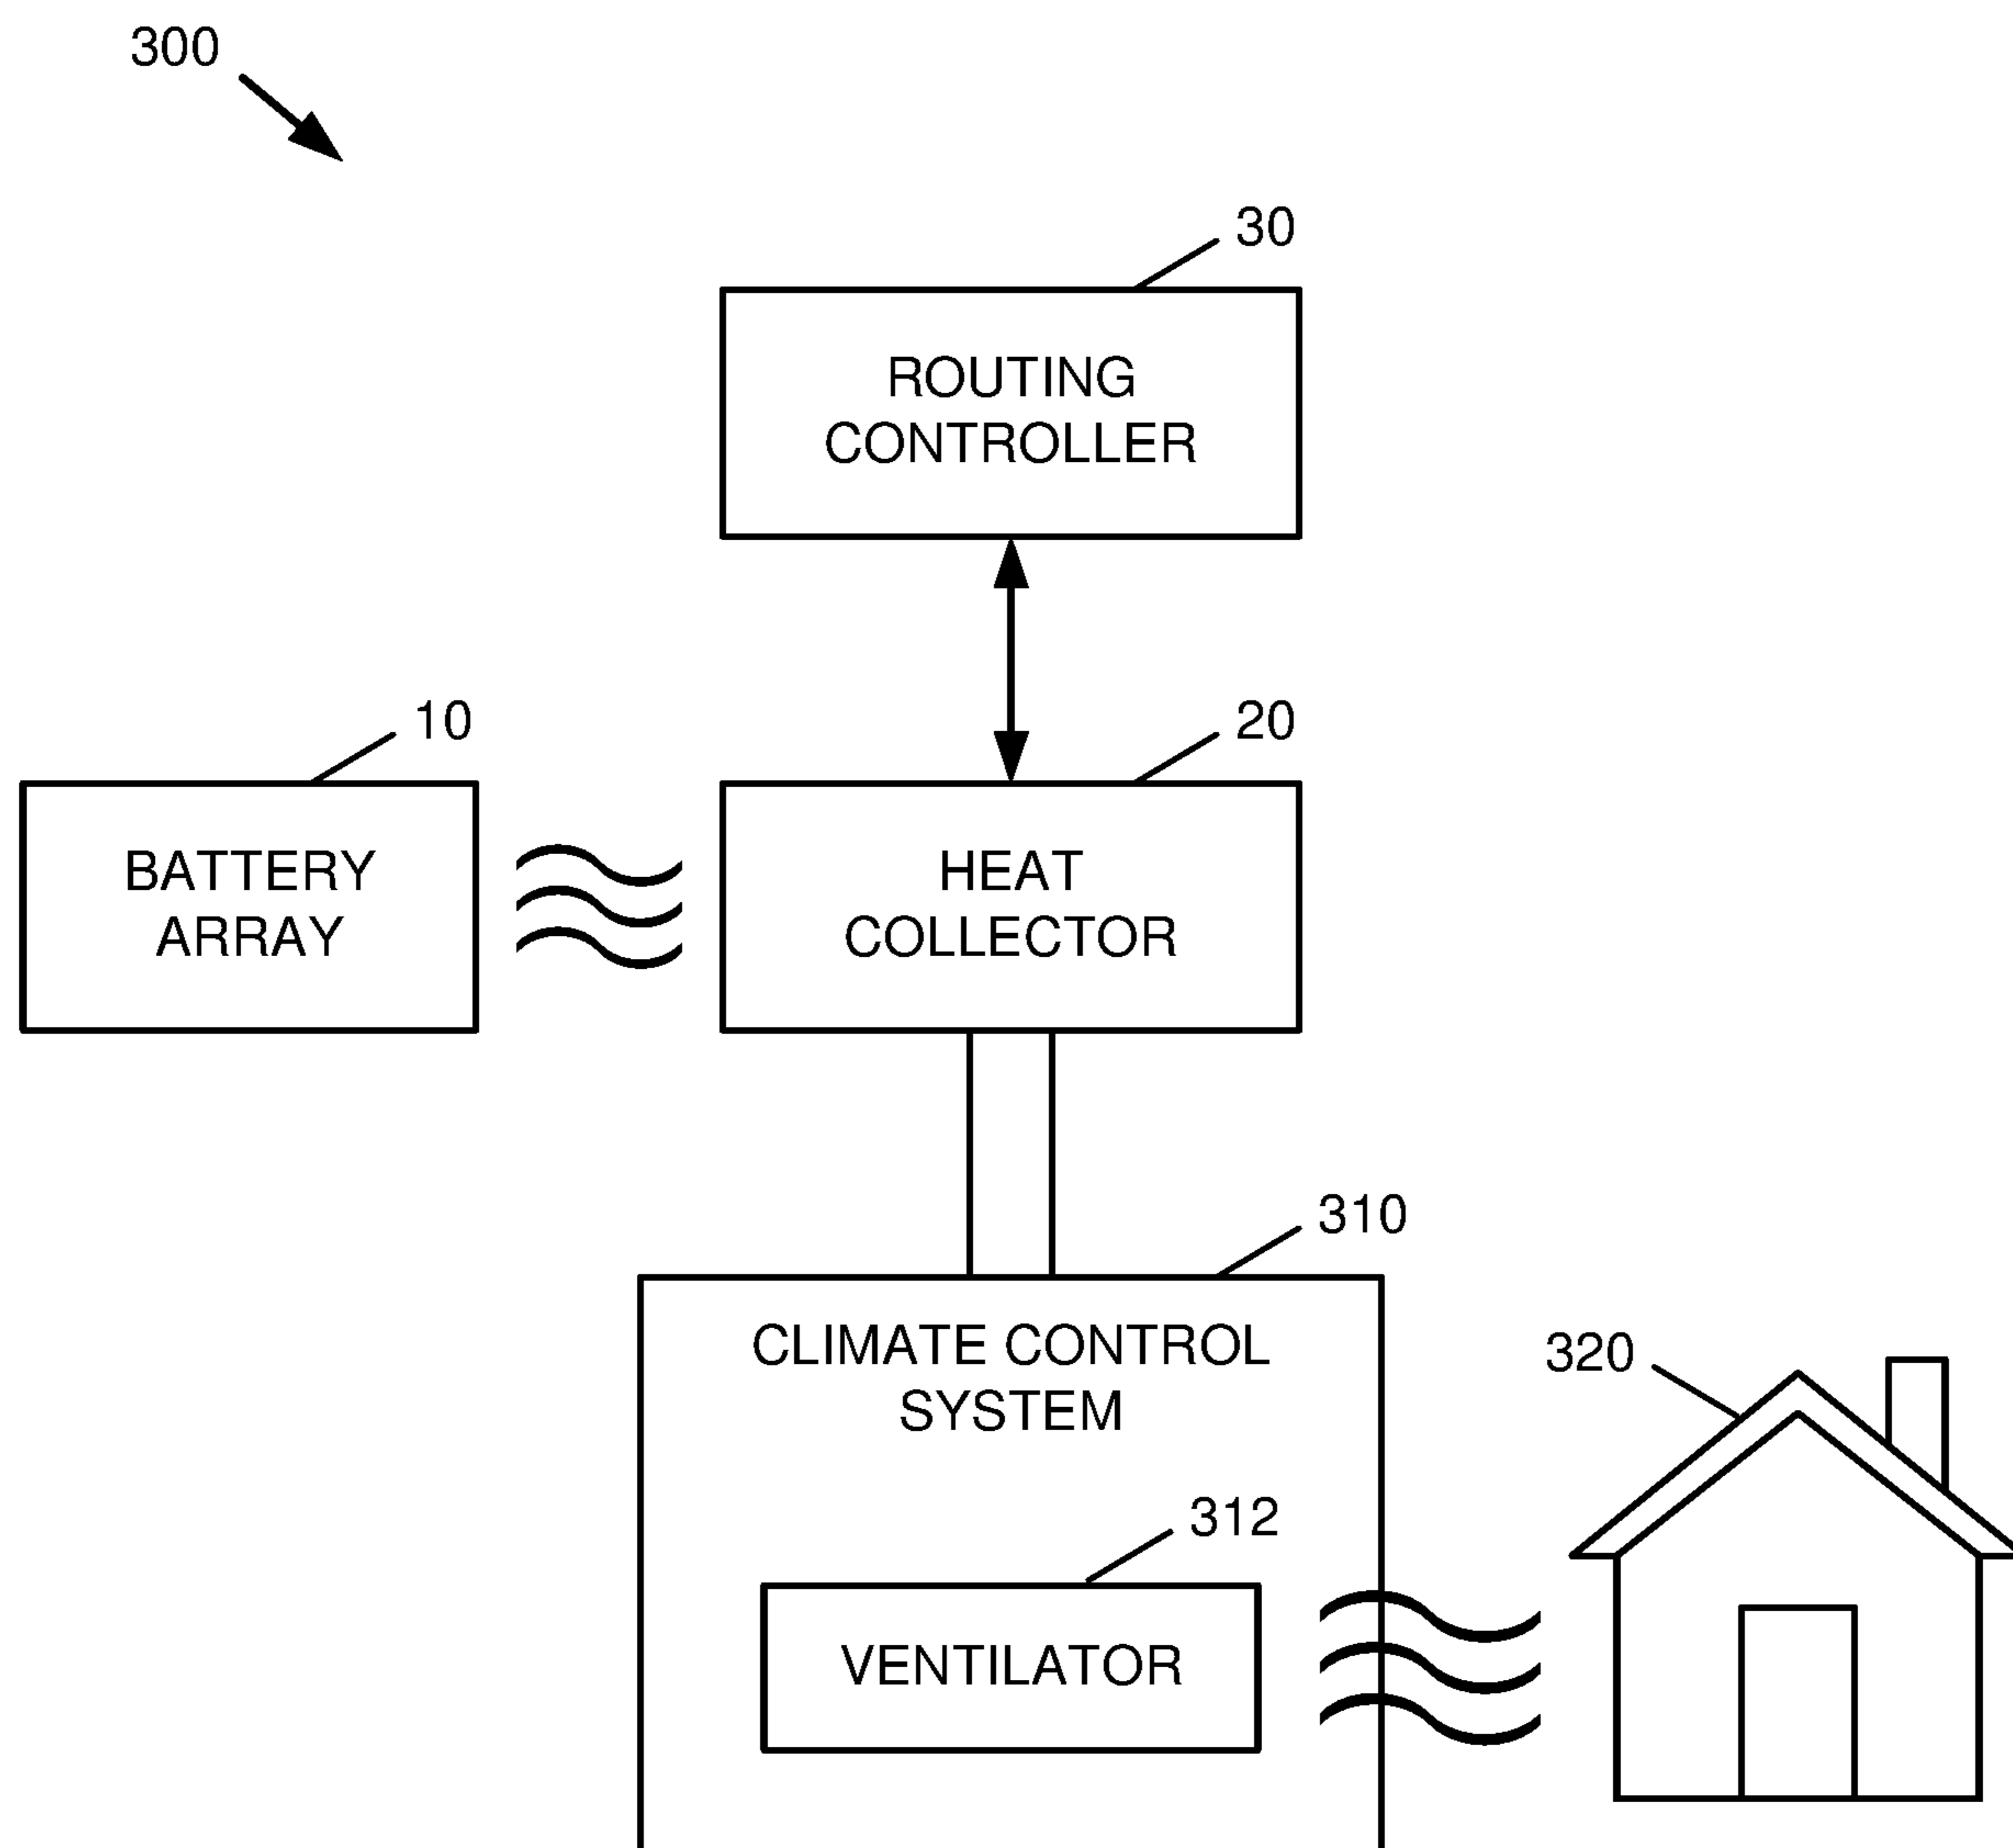 300
30
ROUTING
CONTROLLER
10
20
BATTERY
ARRAY
HEAT
COLLECTOR
310
CLIMATE CONTROL
SYSTEM
320
312
VENTILATOR